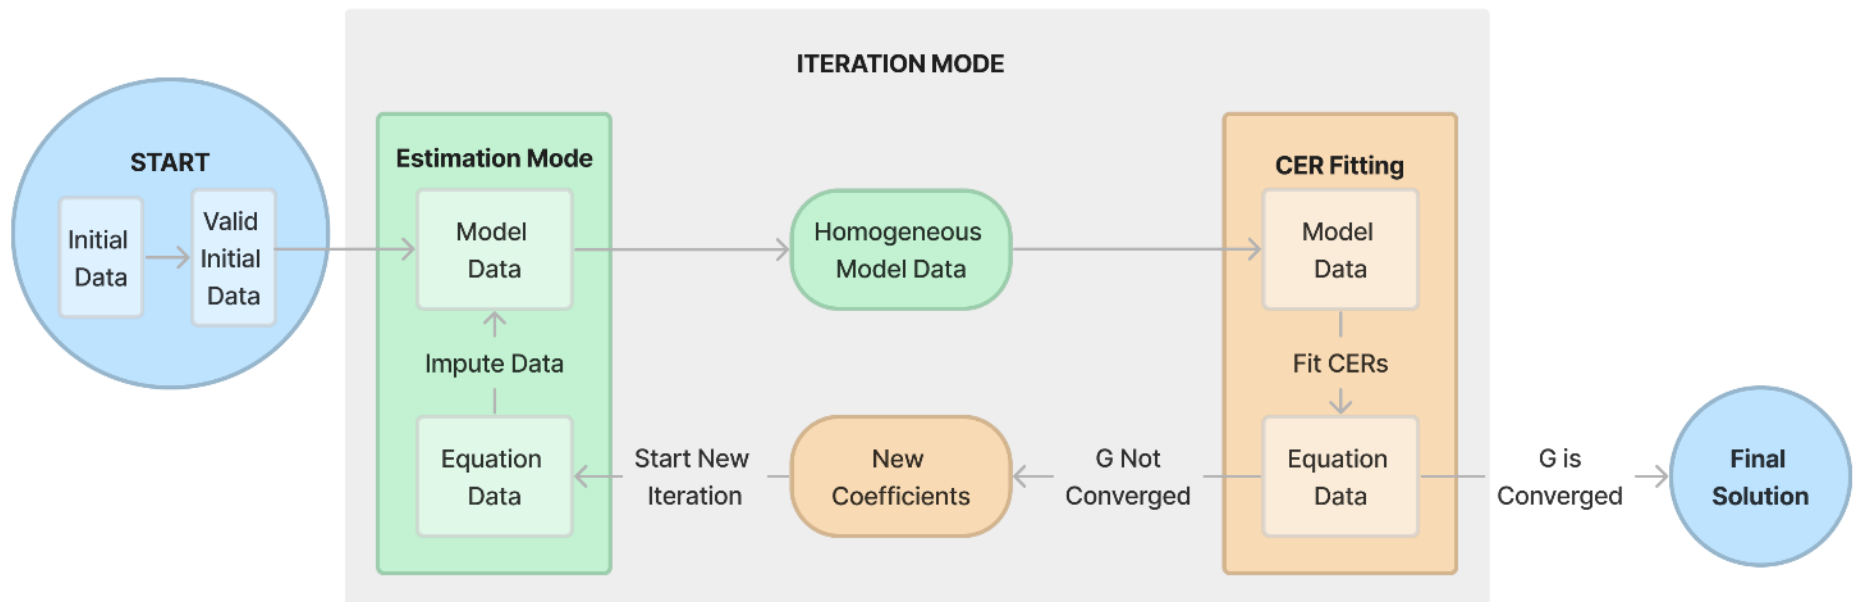 ITERATION MODE
START
Initial
Data
Valid
Initial
Data
Estimation Mode
Model
Data
Impute Data
Equation
Data
Homogeneous
Model Data
CER Fitting
Model
Data
Fit CERs
Equation
Data
G Not
Converged
New
Coefficients
Start New
Iteration
G is
Converged
Final
Solution